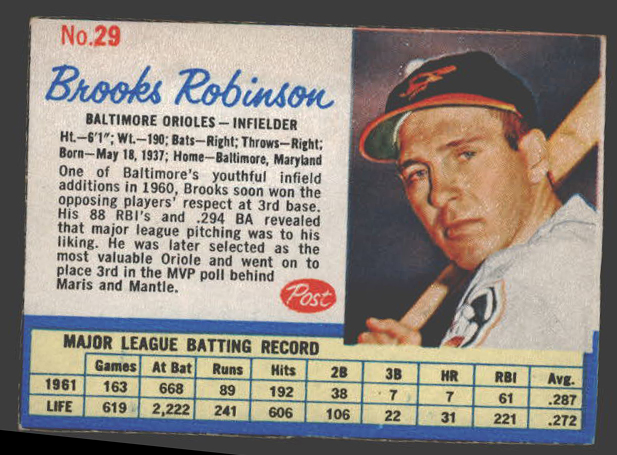 No.29
Brooks Robinson
BALTIMORE ORIOLES—INFIELDER
Ht.—6'1"; Wt.—190; Bats—Right; Throws—Right;
Born—May 18, 1937; Home—Baltimore, Maryland
One of Baltimore's youthful infield
additions in 1960, Brooks soon won the
opposing players' respect at 3rd base.
His 88 RBI's and .294 BA revealed
that major league pitching was to his
liking. He was later selected as the
most valuable Oriole and went on to
place 3rd in the MVP poll behind
Maris and Mantle.
Post
MAJOR LEAGUE BATTING RECORD
Games At Bat Runs Hits 2B 3B HR RBI Avg.
1961 163 668 89 192 38 7 7 61 .287
LIFE 619 2,222 241 606 106 22 31 221 .272